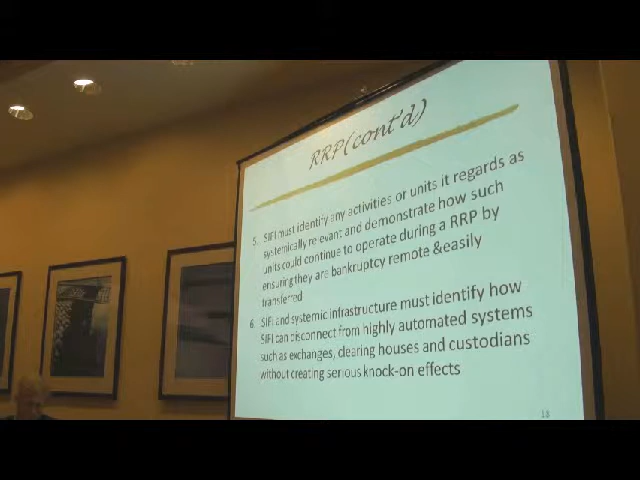 RRP(cont'd)
5. SIFI must identify any activities or units it regards as
systemically relevant and demonstrate how such
units could continue to operate during a RRP by
ensuring they are bankruptcy remote &easily
transferred
6. SIFI and systemic infrastructure must identify how
SIFI can disconnect from highly automated systems
such as exchanges, clearing houses and custodians
without creating serious knock-on effects
18